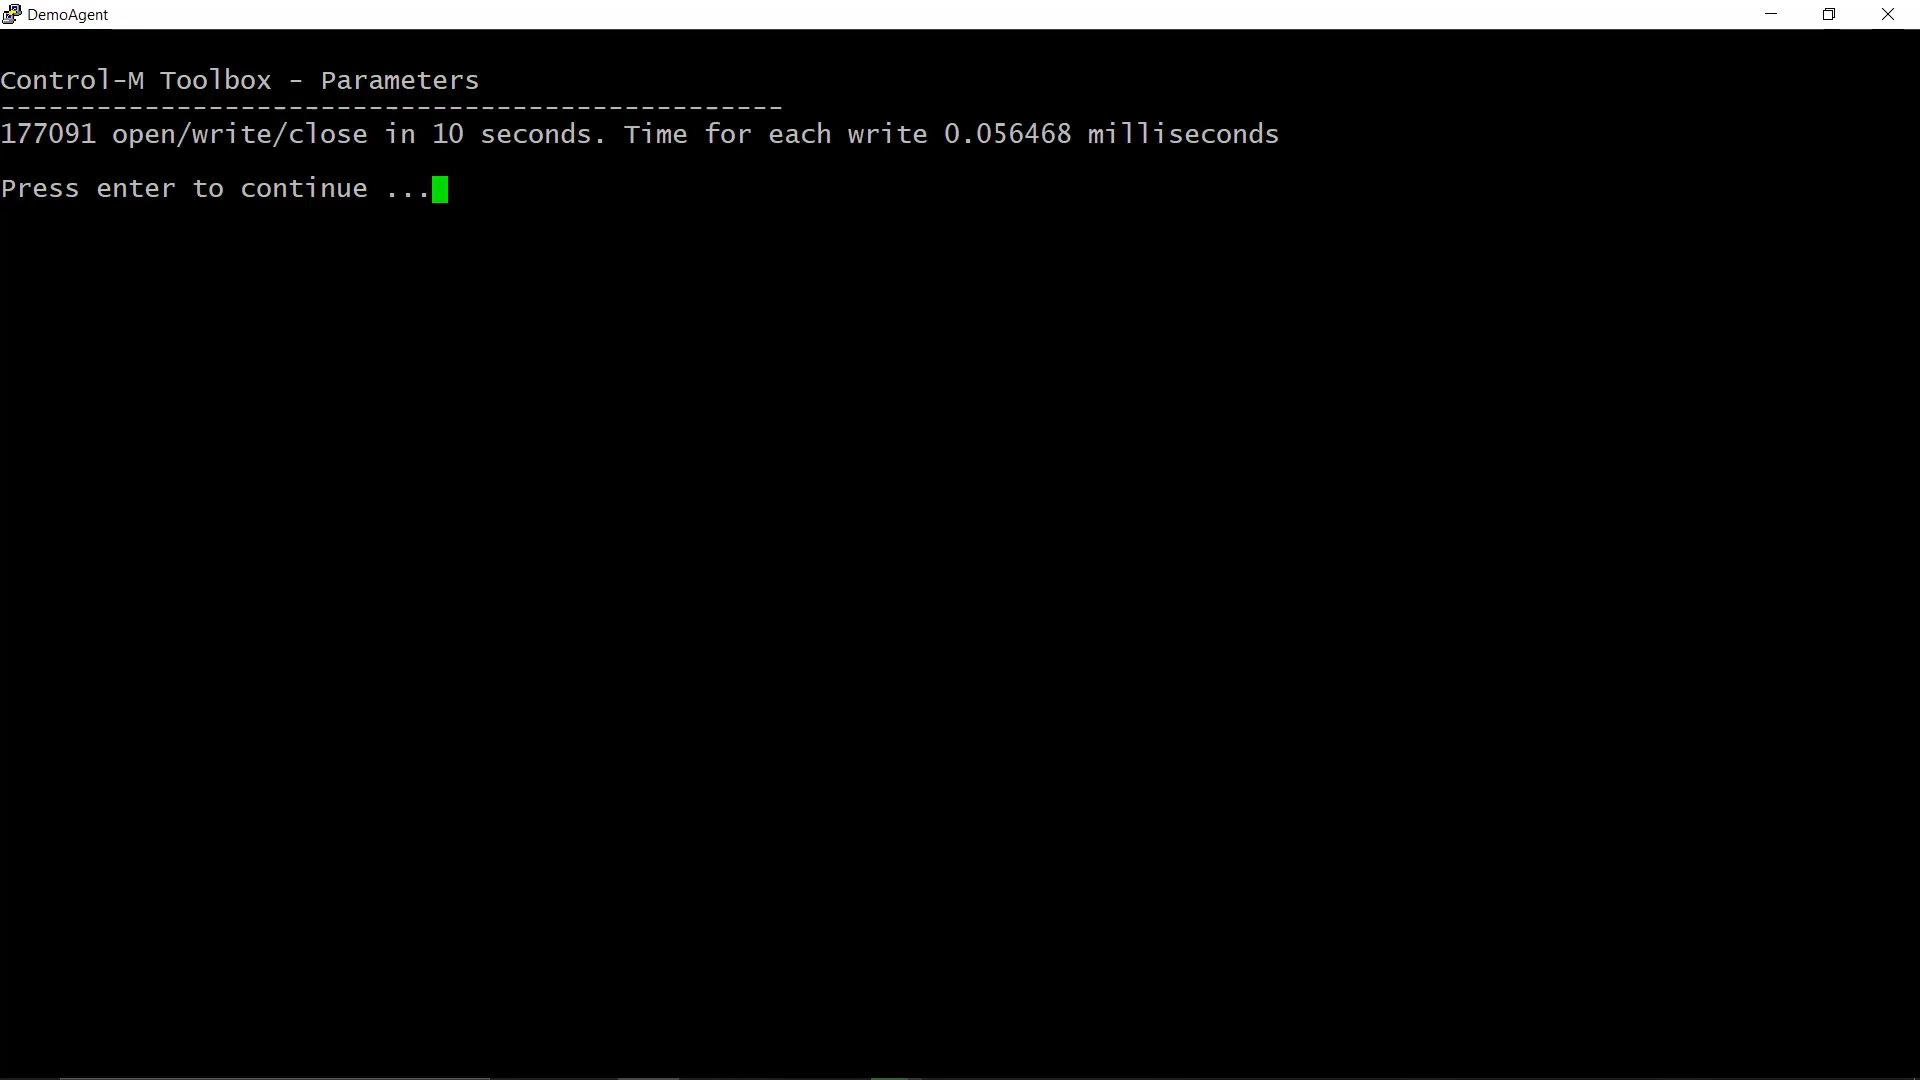 DemoAgent
Control-M Toolbox - Parameters
-------------------------------------------------
177091 open/write/close in 10 seconds. Time for each write 0.056468 milliseconds
Press enter to continue ...